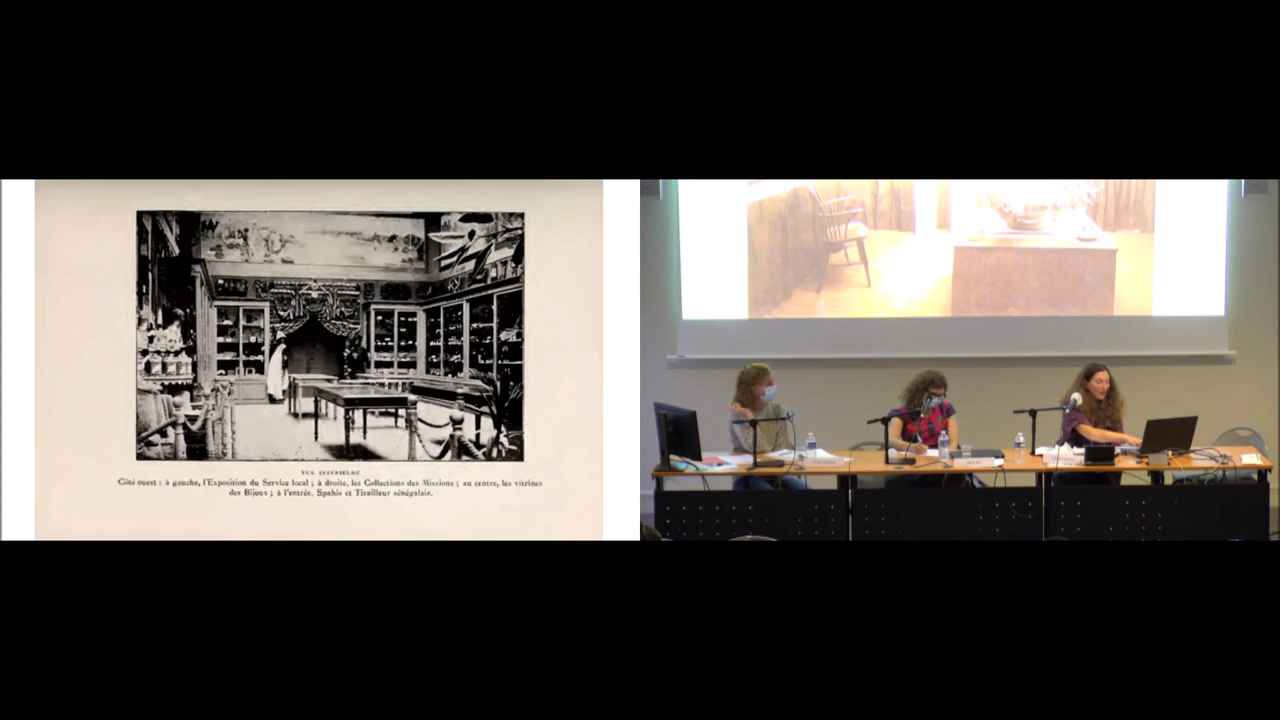 VUE INTÉRIEURE
Côté ouest : à gauche, l'Exposition du Service local ; à droite, les Collections des Missions ; au centre, les vitrines
des Bijoux ; à l'entrée, Spahis et Tirailleur sénégalais.